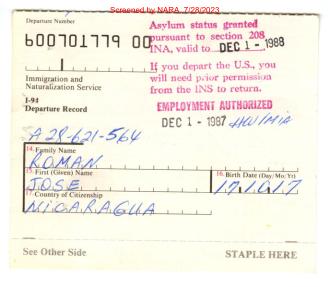 Screened by NARA, 7/28/2023
Departure Number
600701779 00
Asylum status granted
pursuant to section 208
INA, valid to DEC 1 - 1988
If you depart the U.S., you
will need prior permission
from the INS to return.
EMPLOYMENT AUTHORIZED
DEC 1 - 1987 HW/MIA
Immigration and
Naturalization Service
I-94
Departure Record
A28-621-564
14. Family Name
ROMAN
15. First (Given) Name
JOSE
16. Birth Date (Day/Mo/Yr)
17.10.17
17. Country of Citizenship
NICARAGUA
See Other Side
STAPLE HERE